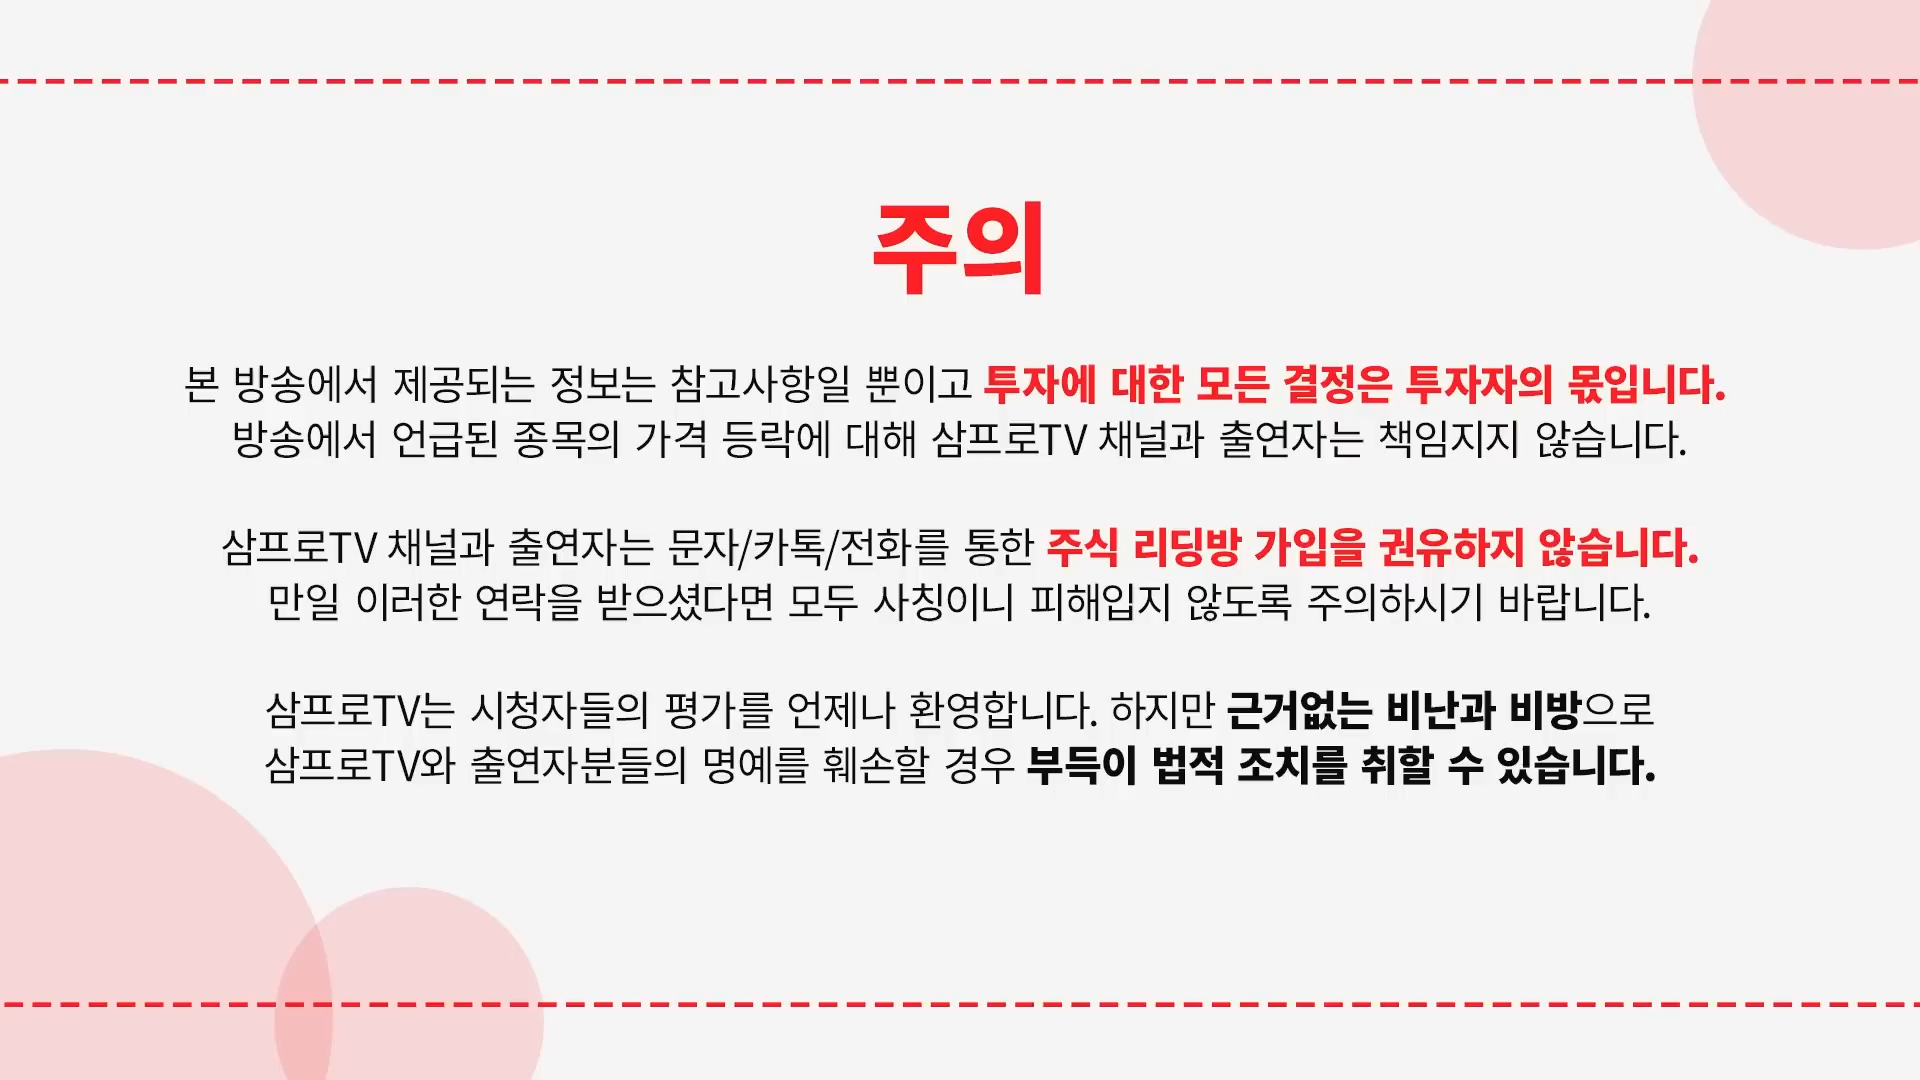 주의
본 방송에서 제공되는 정보는 참고사항일 뿐이고 투자에 대한 모든 결정은 투자자의 몫입니다.
방송에서 언급된 종목의 가격 등락에 대해 삼프로TV 채널과 출연자는 책임지지 않습니다.
삼프로TV 채널과 출연자는 문자/카톡/전화를 통한 주식 리딩방 가입을 권유하지 않습니다.
만일 이러한 연락을 받으셨다면 모두 사칭이니 피해입지 않도록 주의하시기 바랍니다.
삼프로TV는 시청자들의 평가를 언제나 환영합니다. 하지만 근거없는 비난과 비방으로
삼프로TV와 출연자분들의 명예를 훼손할 경우 부득이 법적 조치를 취할 수 있습니다.